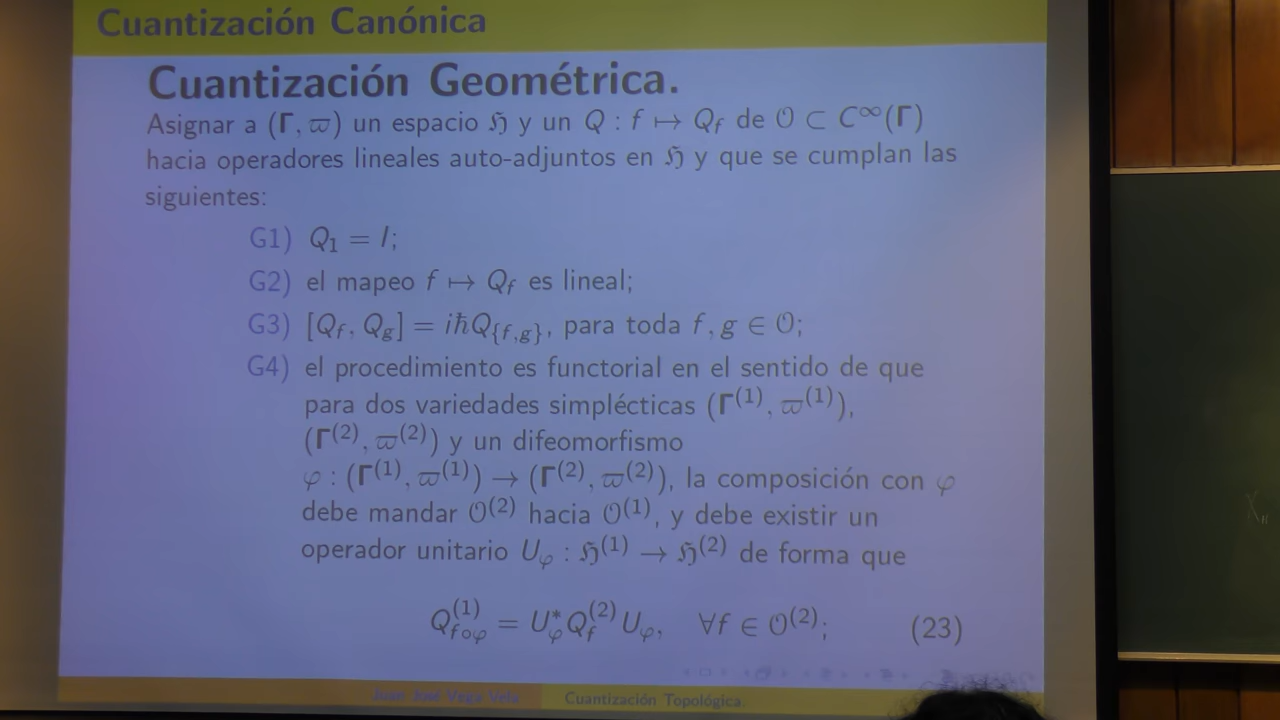 Cuantización Canónica
Cuantización Geométrica.
Asignar a (Γ, ϖ) un espacio ℌ y un Q : f ↦ Q_f de 𝒪 ⊂ C^∞(Γ)
hacia operadores lineales auto-adjuntos en ℌ y que se cumplan las
siguientes:
G1) Q_1 = I;
G2) el mapeo f ↦ Q_f es lineal;
G3) [Q_f, Q_g] = iℏQ_{f,g}, para toda f, g ∈ 𝒪;
G4) el procedimiento es functorial en el sentido de que
para dos variedades simplécticas (Γ^(1), ϖ^(1)),
(Γ^(2), ϖ^(2)) y un difeomorfismo
φ : (Γ^(1), ϖ^(1)) → (Γ^(2), ϖ^(2)), la composición con φ
debe mandar 𝒪^(2) hacia 𝒪^(1), y debe existir un
operador unitario U_φ : ℌ^(1) → ℌ^(2) de forma que
Q^(1)_{f∘φ} = U*_φ Q^(2)_f U_φ, ∀f ∈ 𝒪^(2); (23)
Juan José Vega Vela Cuantización Topológica.